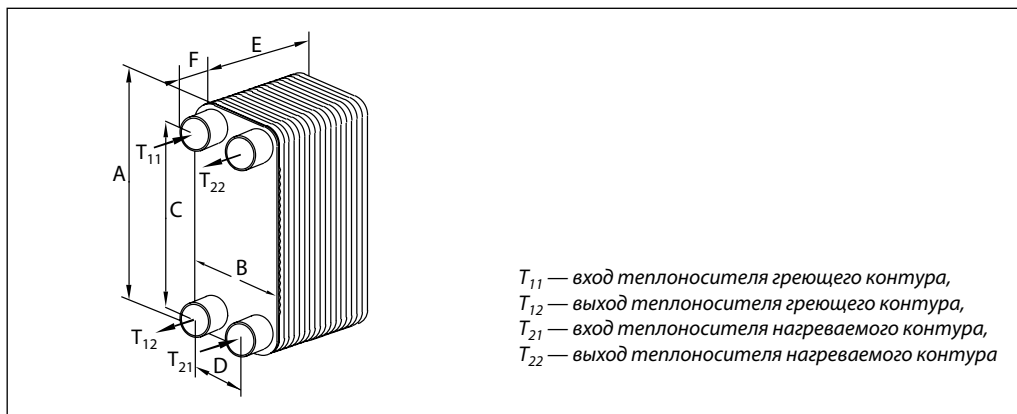 E
F
T₁₁
T₂₂
A
C
B
T₁₂
T₂₁
D
T₁₁ — вход теплоносителя греющего контура,
T₁₂ — выход теплоносителя греющего контура,
T₂₁ — вход теплоносителя нагреваемого контура,
T₂₂ — выход теплоносителя нагреваемого контура